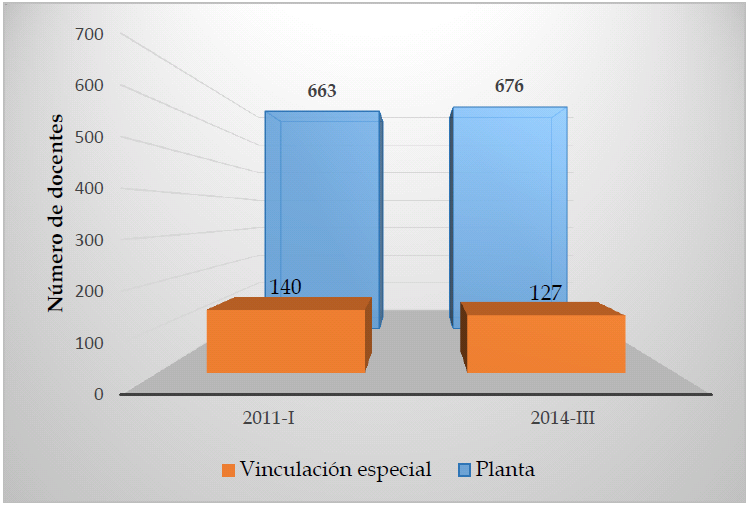 Número de docentes
700
600
500
400
300
200
100
0
663
676
140
127
2011-I
2014-III
Vinculación especial
Planta